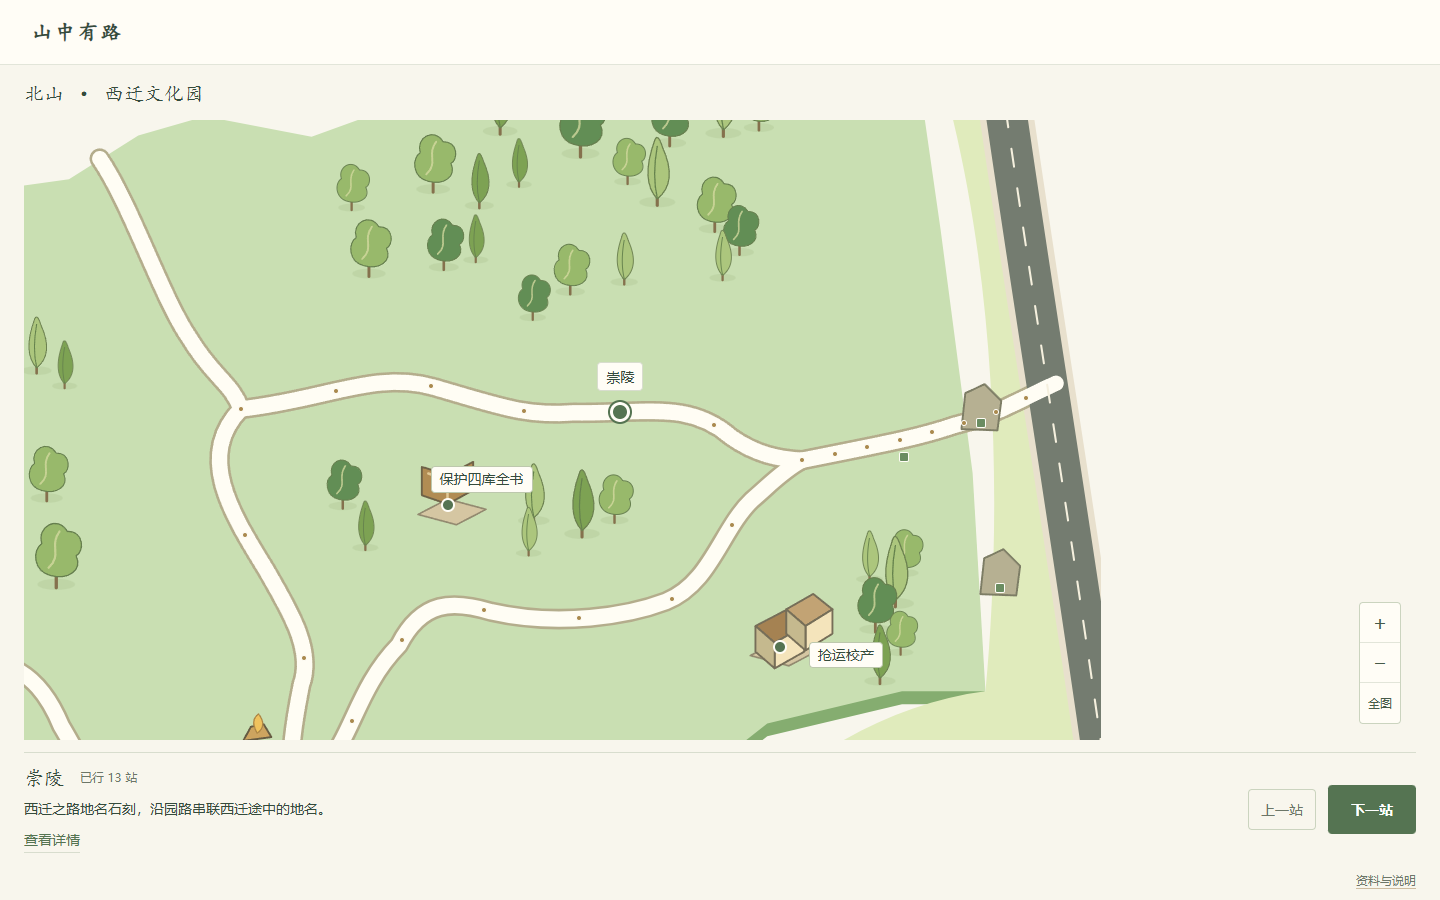 山中有路
北山 • 西迁文化园
崇陵
保护四库全书
抢运校产
+
−
全图
崇陵 已行 13 站
西迁之路地名石刻，沿园路串联西迁途中的地名。
查看详情
上一站
下一站
资料与说明